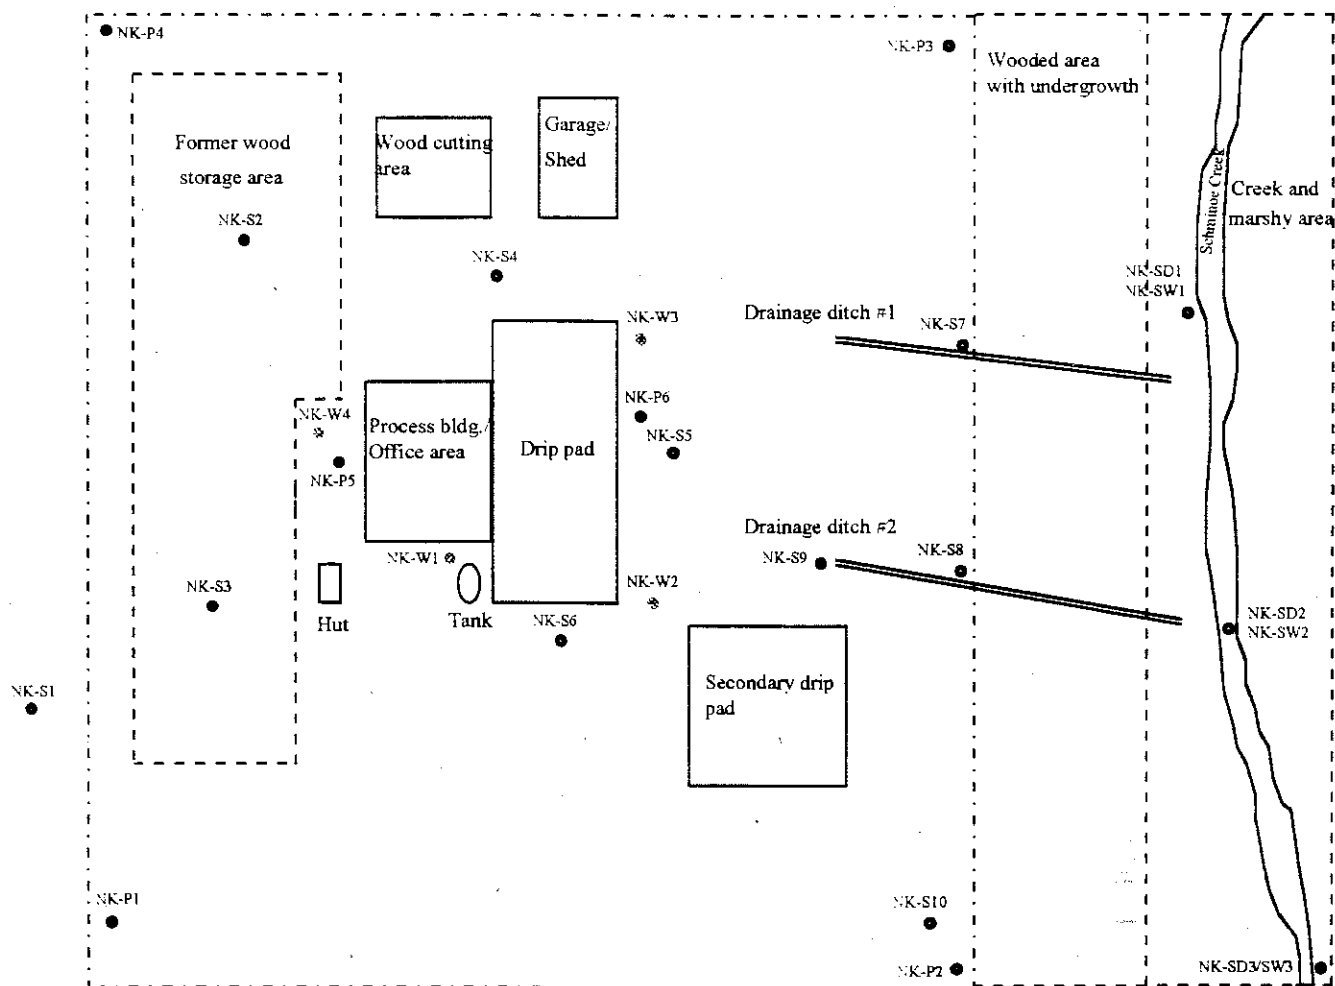 NK-P4
NK-P3
Wooded area
with undergrowth
Garage/
Shed
Wood cutting
area
Former wood
storage area
Schminoe Creek
Creek and
marshy area
NK-S2
NK-S4
NK-SD1
NK-SW1
Drainage ditch #1
NK-W3
NK-S7
NK-P6
NK-W4
Process bldg./
Office area
NK-S5
Drip pad
NK-P5
Drainage ditch #2
NK-W1
NK-S9
NK-S8
NK-S3
NK-W2
Hut
Tank
NK-S6
NK-SD2
NK-SW2
NK-S1
Secondary drip
pad
NK-P1
NK-S10
NK-P2
NK-SD3/SW3